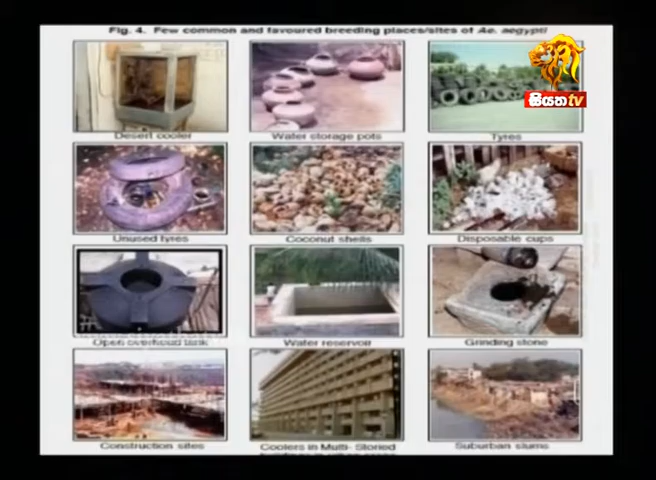 Fig. 4. Few common and favoured breeding places/sites of Ae. aegypti
සියත tv
Desert cooler
Water storage pots
Tyres
Unused tyres
Coconut shells
Disposable cups
Open overhead tank
Water reservoir
Grinding stone
Construction sites
Coolers in Multi- Storied
Suburban slums